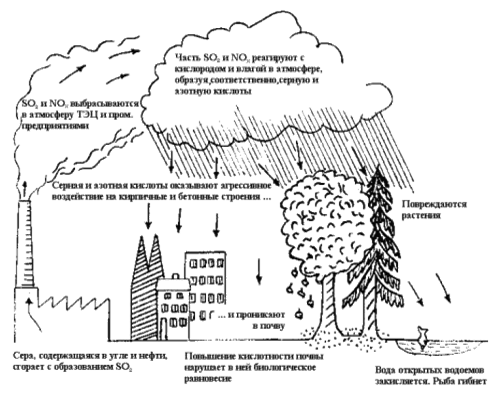 Часть SO₂ и NOₙ реагируют с
кислородом и влагой в атмосфере,
образуя,соответственно,серную и
азотную кислоты
SO₂ и NOₙ выбрасываются
в атмосферу ТЭЦ и пром.
предприятиями
Серная и азотная кислоты оказывают агрессивное
воздействие на кирпичные и бетонные строения ...
Повреждаются
растения
... и проникают
в почву
Сера, содержащаяся в угле и нефти,
сгорает с образованием SO₂
Повышение кислотности почвы
нарушает в ней биологическое
равновесие
Вода открытых водоемов
закисляется. Рыба гибнет